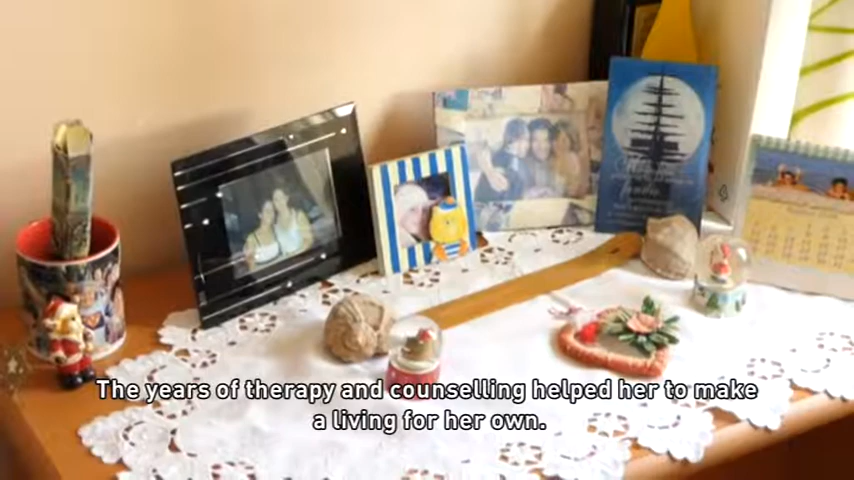 The years of therapy and counselling helped her to make
a living for her own.